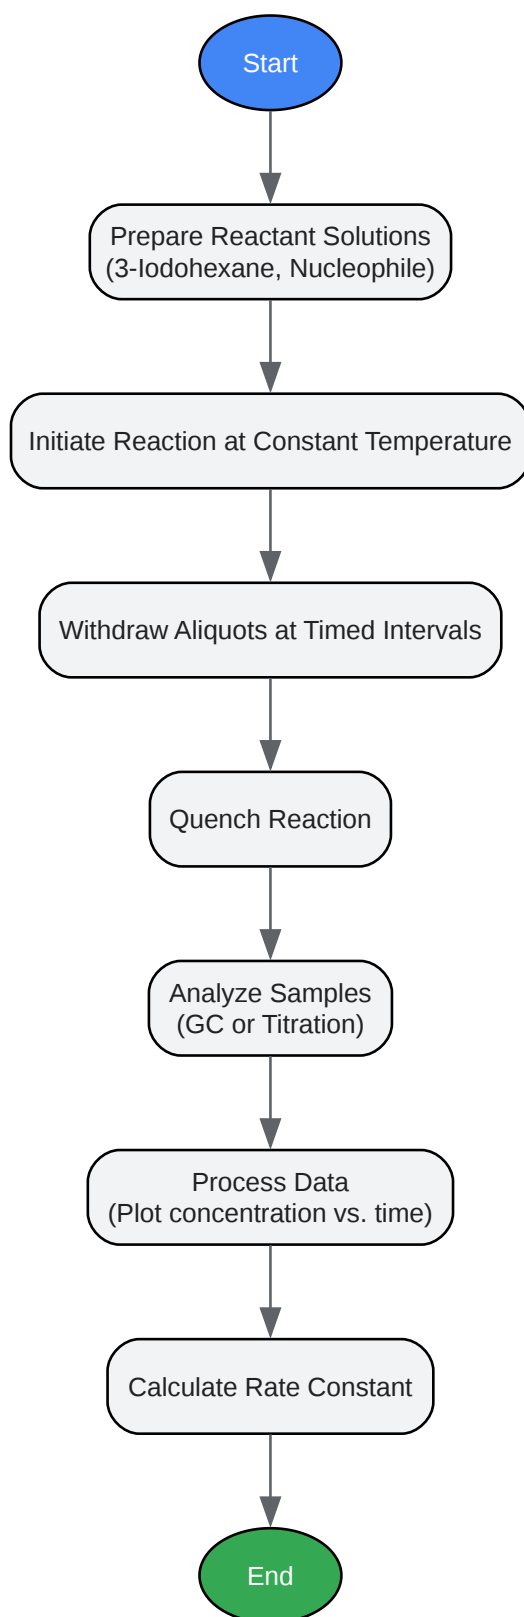 Start
Prepare Reactant Solutions
(3-Iodohexane, Nucleophile)
Initiate Reaction at Constant Temperature
Withdraw Aliquots at Timed Intervals
Quench Reaction
Analyze Samples
(GC or Titration)
Process Data
(Plot concentration vs. time)
Calculate Rate Constant
End